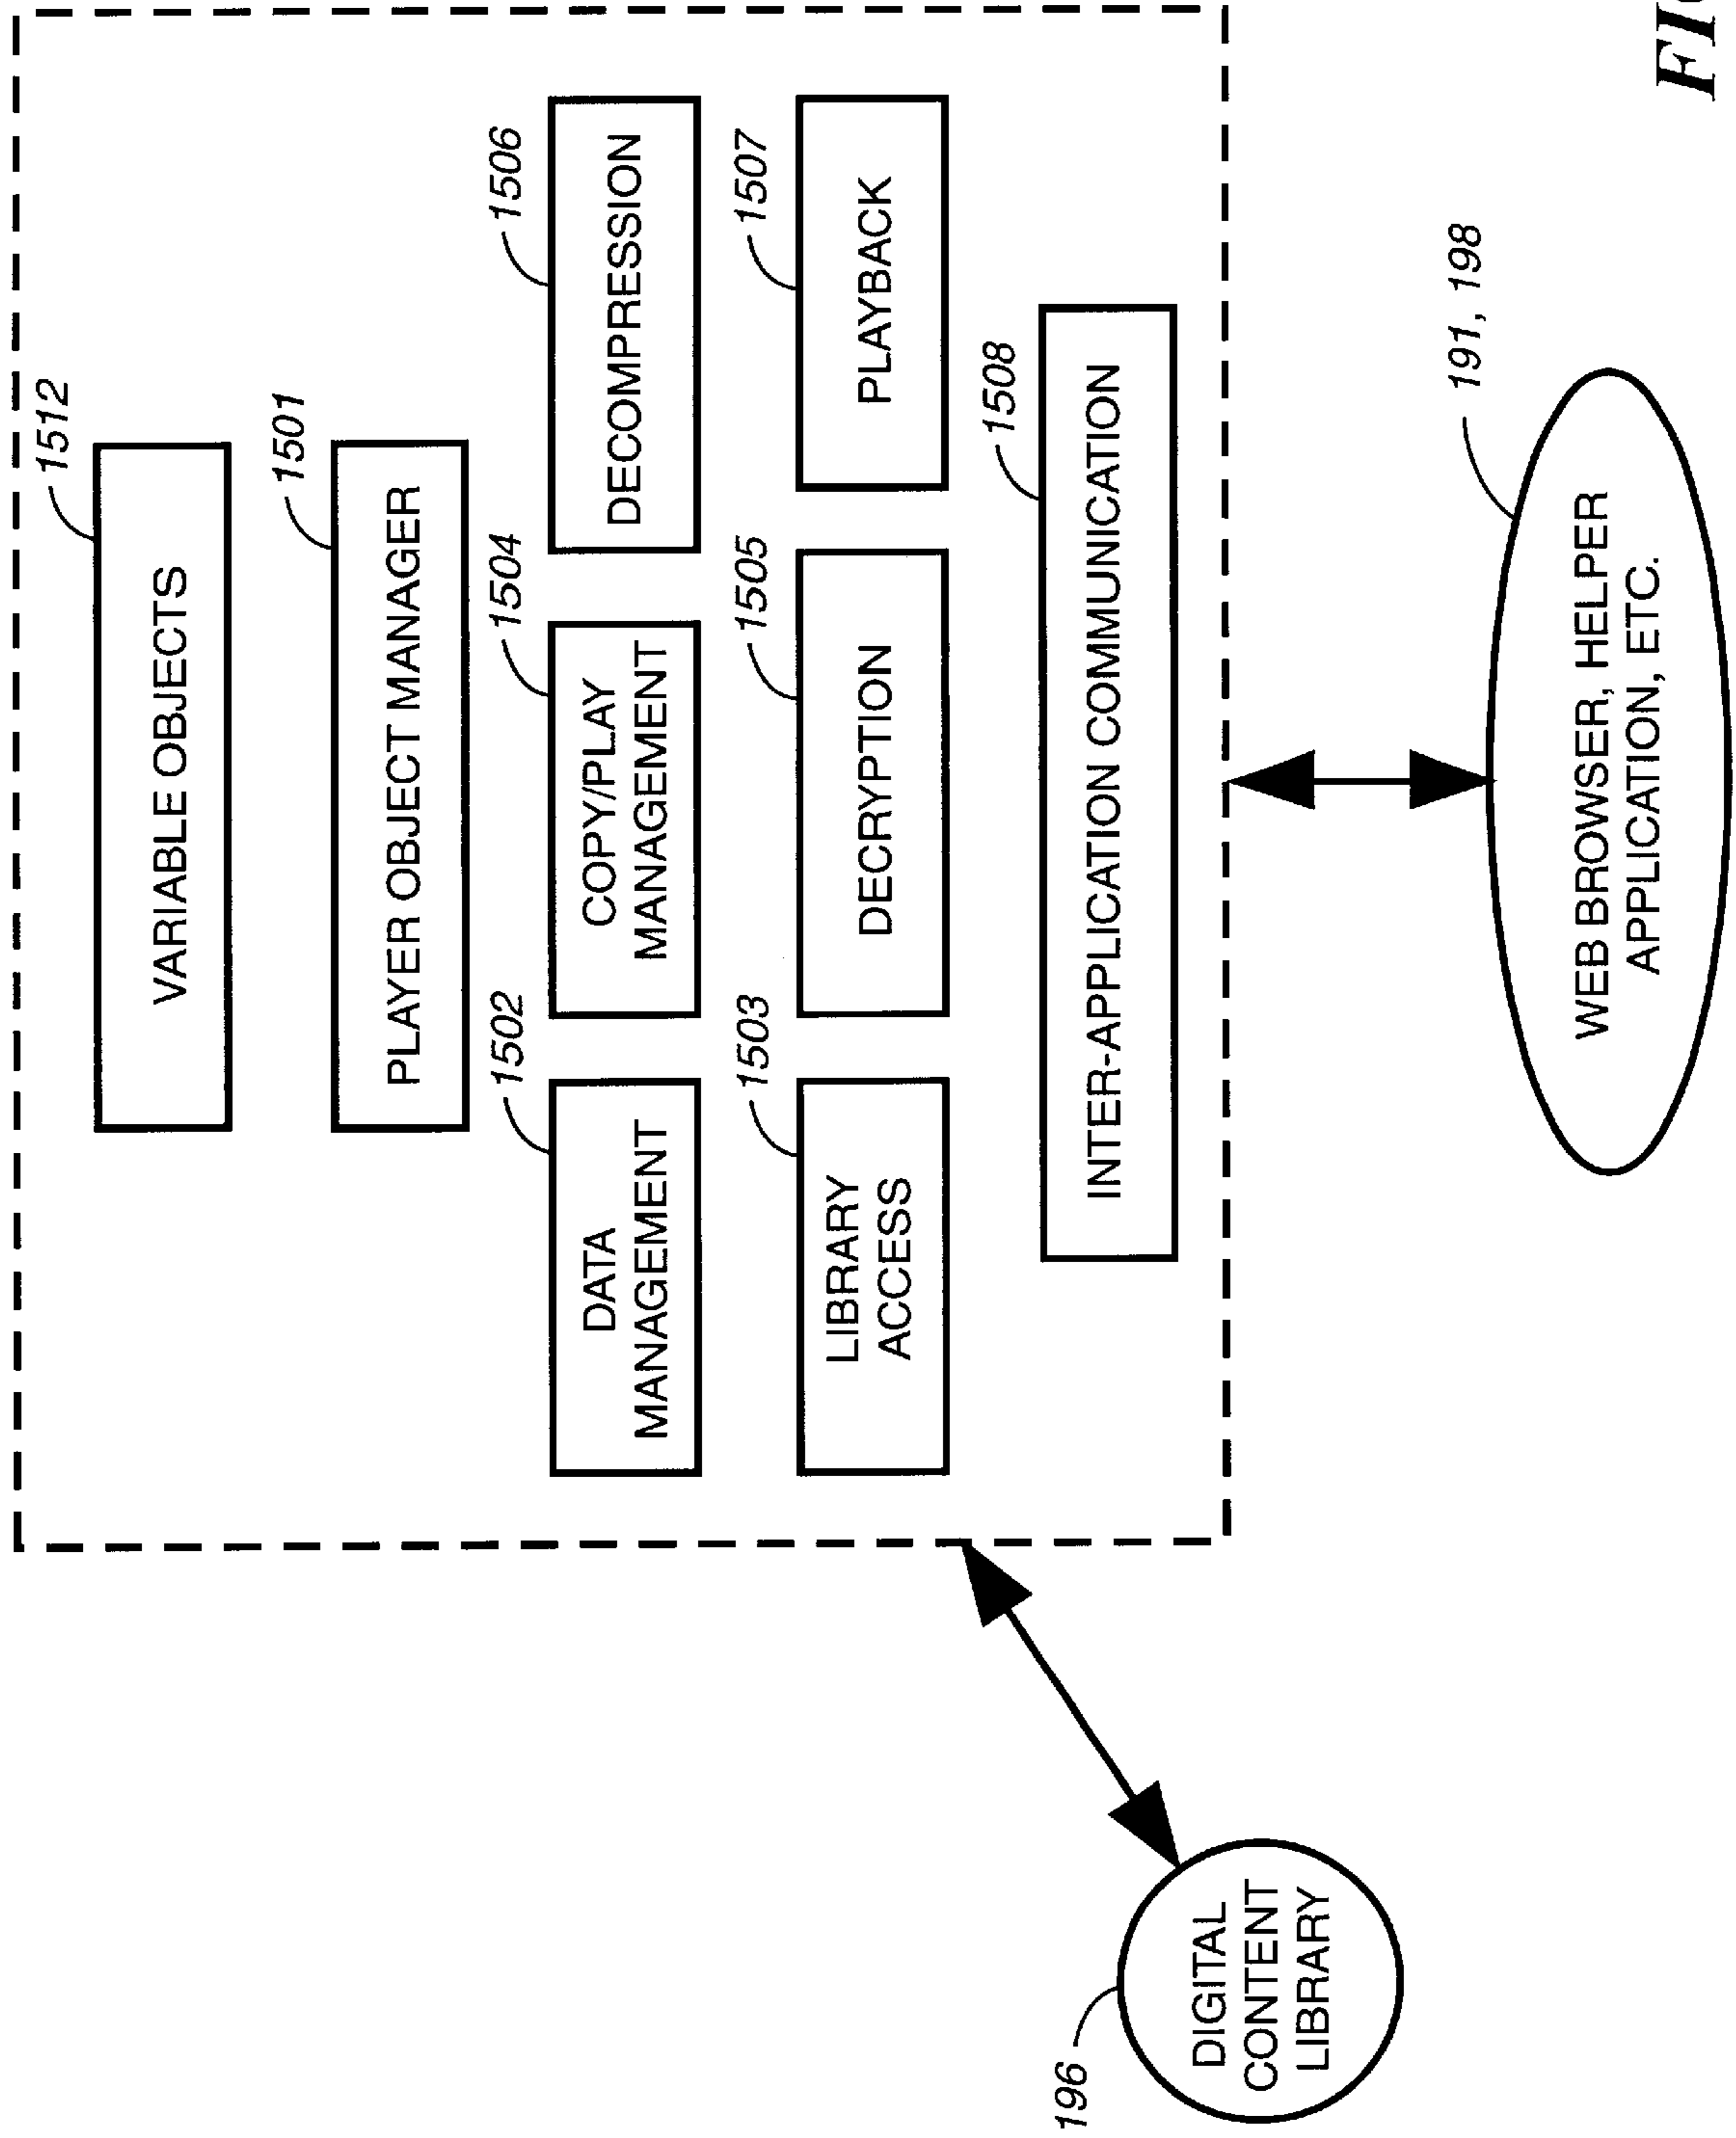 1512
VARIABLE OBJECTS
1501
PLAYER OBJECT MANAGER
1502
DATA
MANAGEMENT
1504
COPY/PLAY
MANAGEMENT
1506
DECOMPRESSION
1503
LIBRARY
ACCESS
1505
DECRYPTION
1507
PLAYBACK
1508
INTER-APPLICATION COMMUNICATION
196
DIGITAL
CONTENT
LIBRARY
191, 198
WEB BROWSER, HELPER
APPLICATION, ETC.